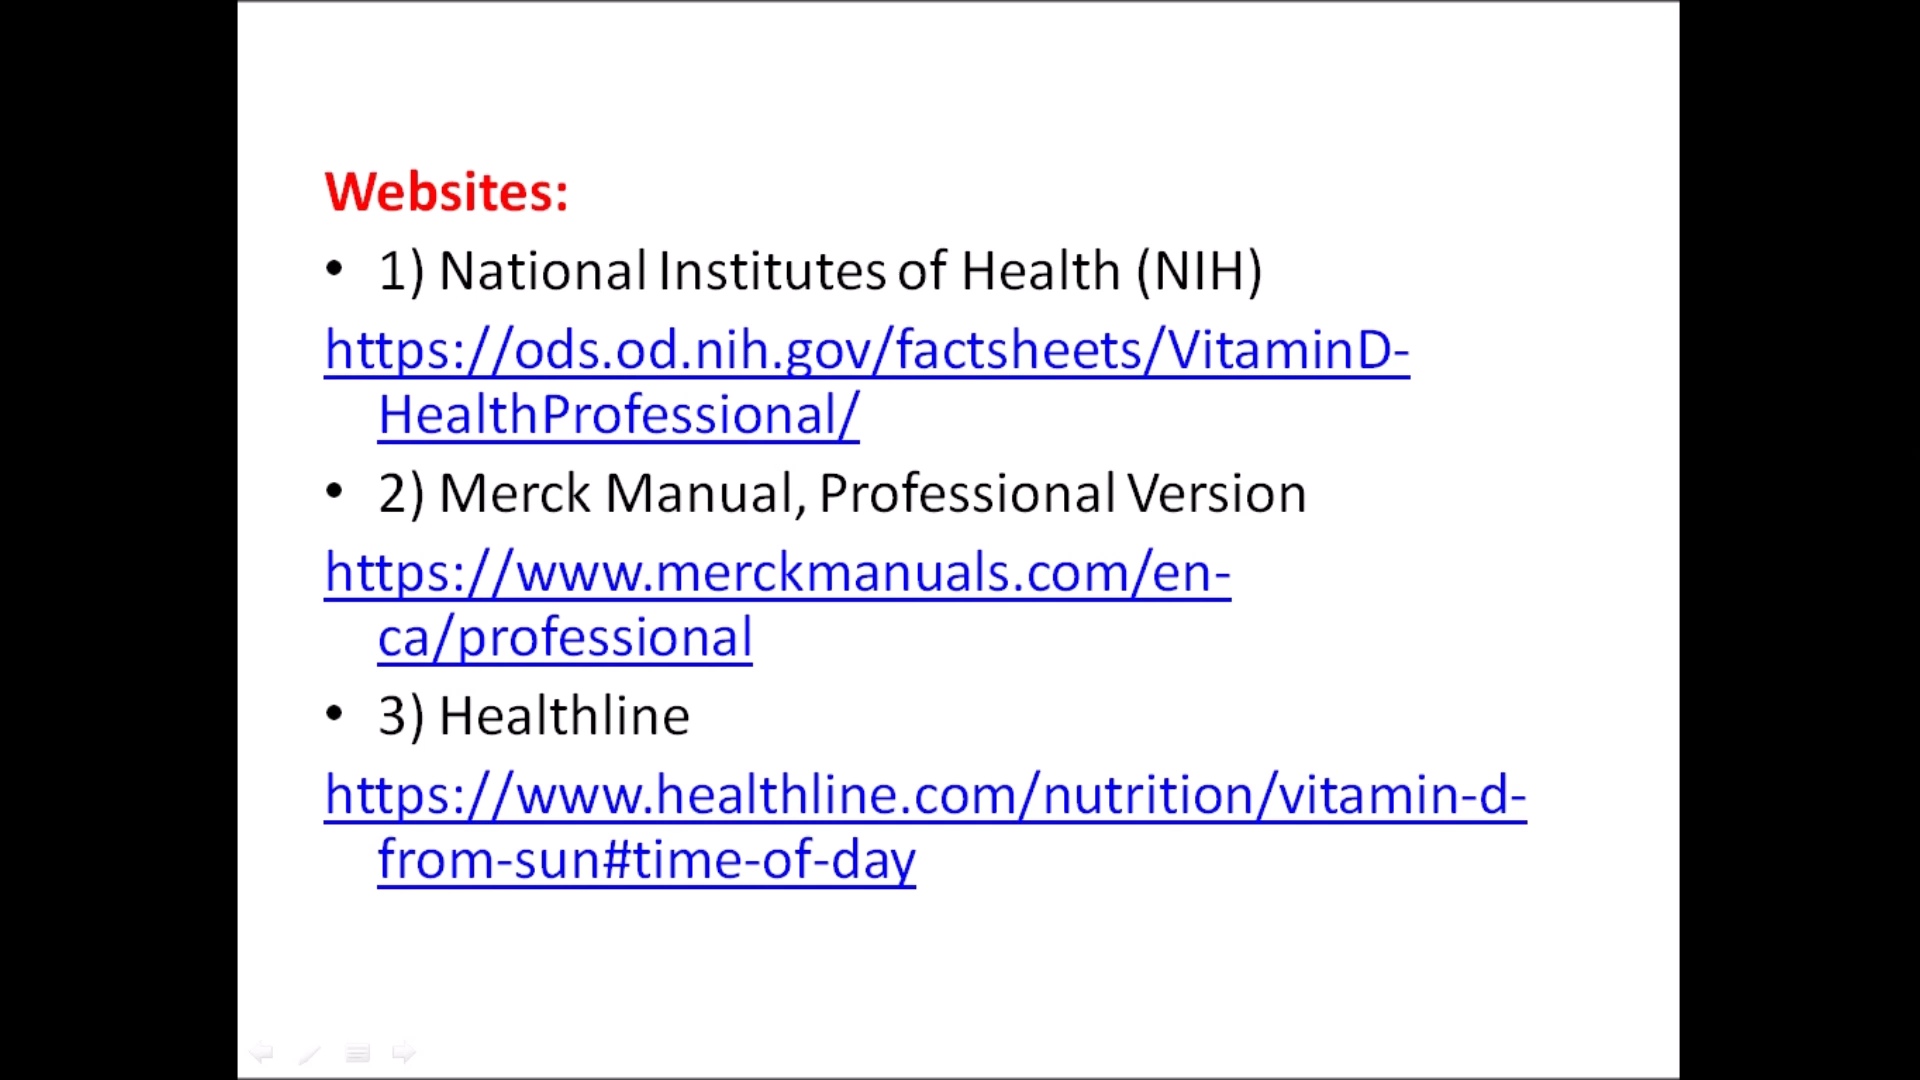 Websites:
• 1) National Institutes of Health (NIH)
https://ods.od.nih.gov/factsheets/VitaminD-
HealthProfessional/
• 2) Merck Manual, Professional Version
https://www.merckmanuals.com/en-
ca/professional
• 3) Healthline
https://www.healthline.com/nutrition/vitamin-d-
from-sun#time-of-day